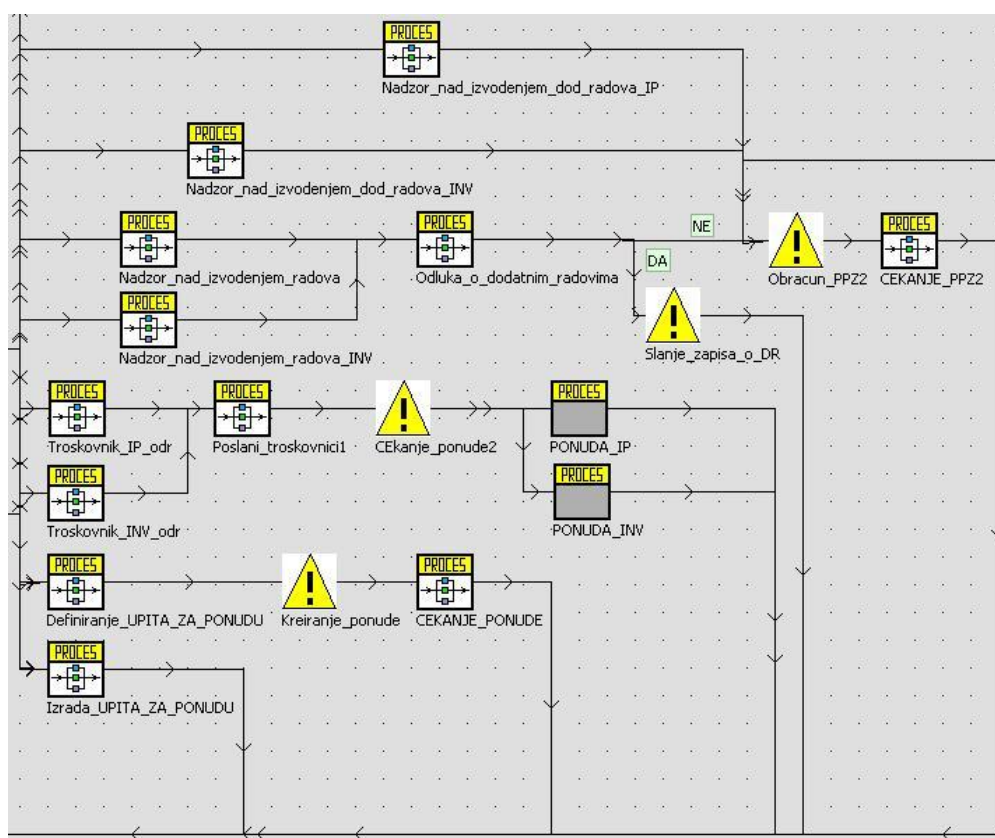 PROCES
Nadzor_nad_izvodenjem_dod_radova_IP
PROCES
Nadzor_nad_izvodenjem_dod_radova_INV
PROCES
Nadzor_nad_izvodenjem_radova
PROCES
Odluka_o_dodatnim_radovima
NE
DA
Obracun_PPZ2
PROCES
CEKANJE_PPZ2
PROCES
Nadzor_nad_izvodenjem_radova_INV
Slanje_zapisa_o_DR
PROCES
Troskovnik_IP_odr
PROCES
Poslani_troskovnici1
CEkanje_ponude2
PROCES
PONUDA_IP
PROCES
Troskovnik_INV_odr
PROCES
PONUDA_INV
PROCES
Definiranje_UPITA_ZA_PONUDU
Kreiranje_ponude
PROCES
CEKANJE_PONUDE
PROCES
Izrada_UPITA_ZA_PONUDU